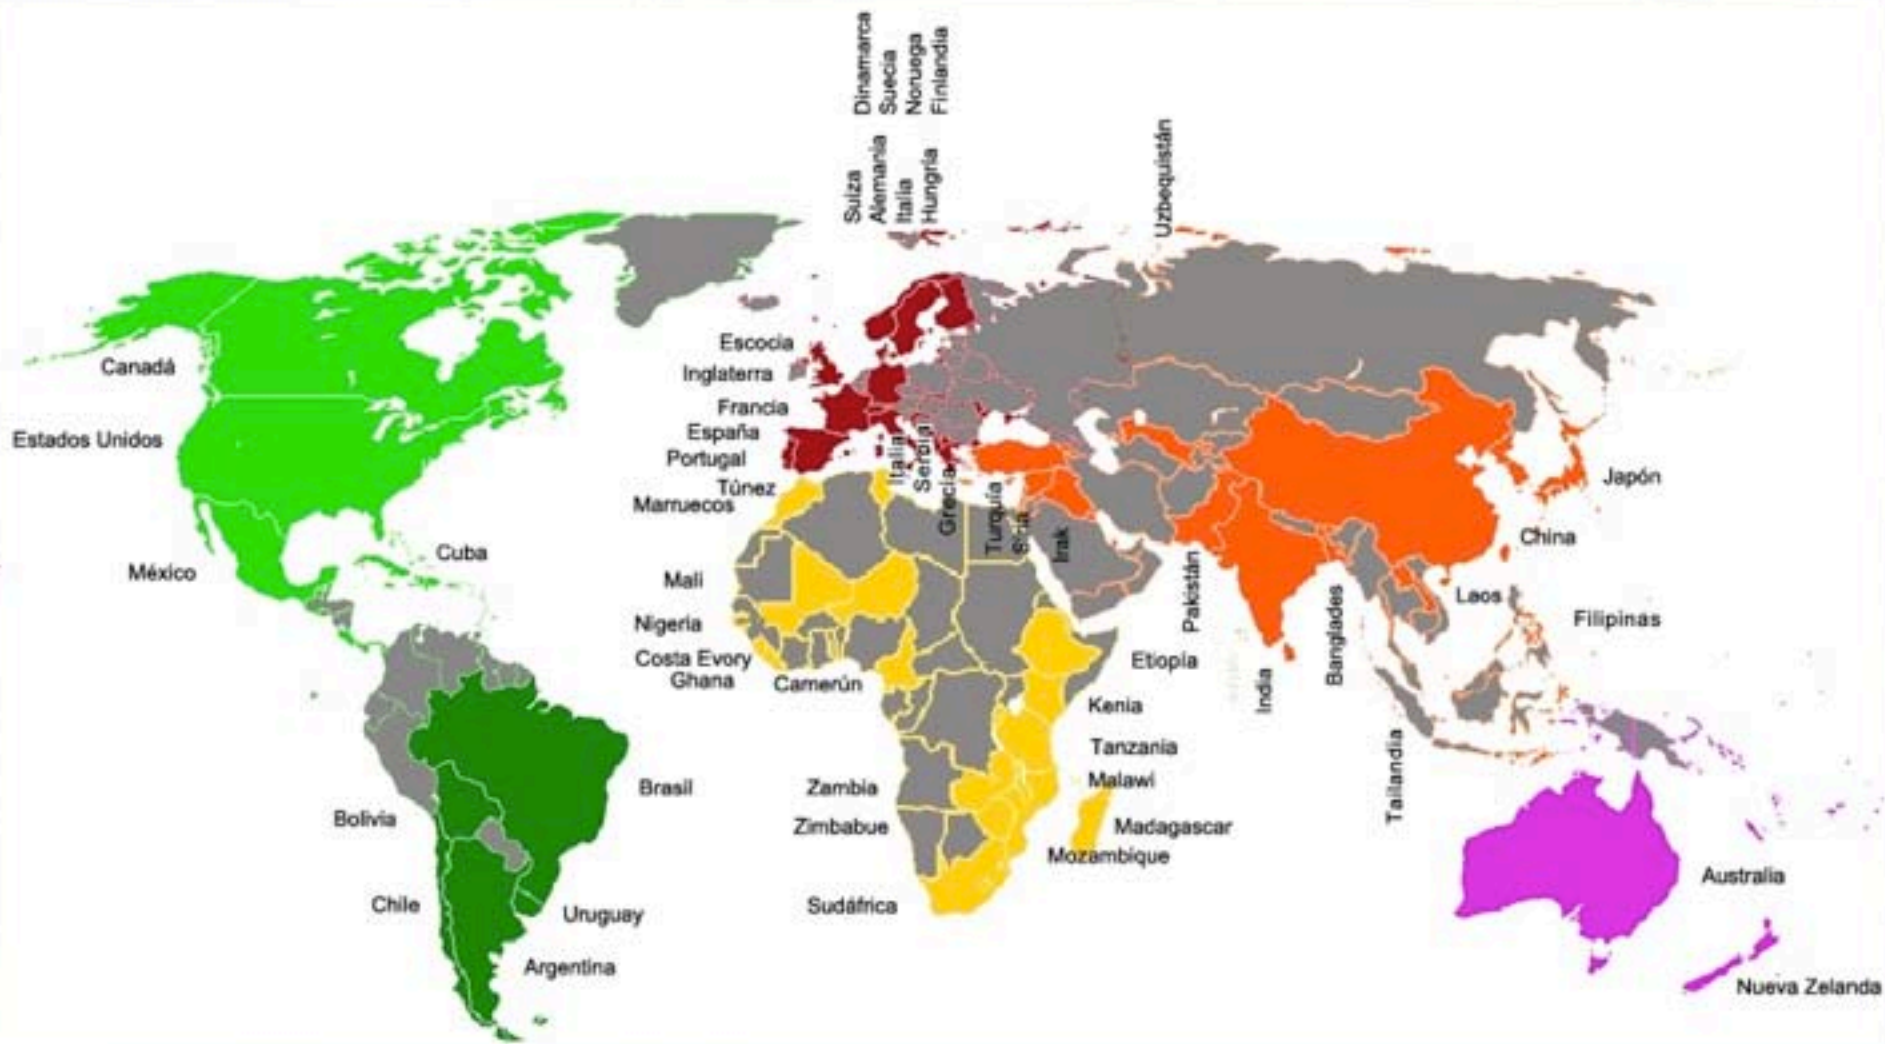 Dinamarca
Suecia
Noruega
Finlandia
Suiza
Alemania
Italia
Hungría
Uzbequistán
Escocia
Inglaterra
Francia
España
Portugal
Túnez
Marruecos
Italia
Serbia
Grecia
Turquía
Siria
Irak
Canadá
Estados Unidos
México
Cuba
Malí
Nigeria
Costa Evory
Ghana
Camerún
Etiopía
Kenia
Tanzania
Malawi
Madagascar
Mozambique
Zambia
Zimbabue
Sudáfrica
Pakistán
India
Banglades
Tailandia
Laos
Japón
China
Filipinas
Brasil
Bolivia
Chile
Uruguay
Argentina
Australia
Nueva Zelanda